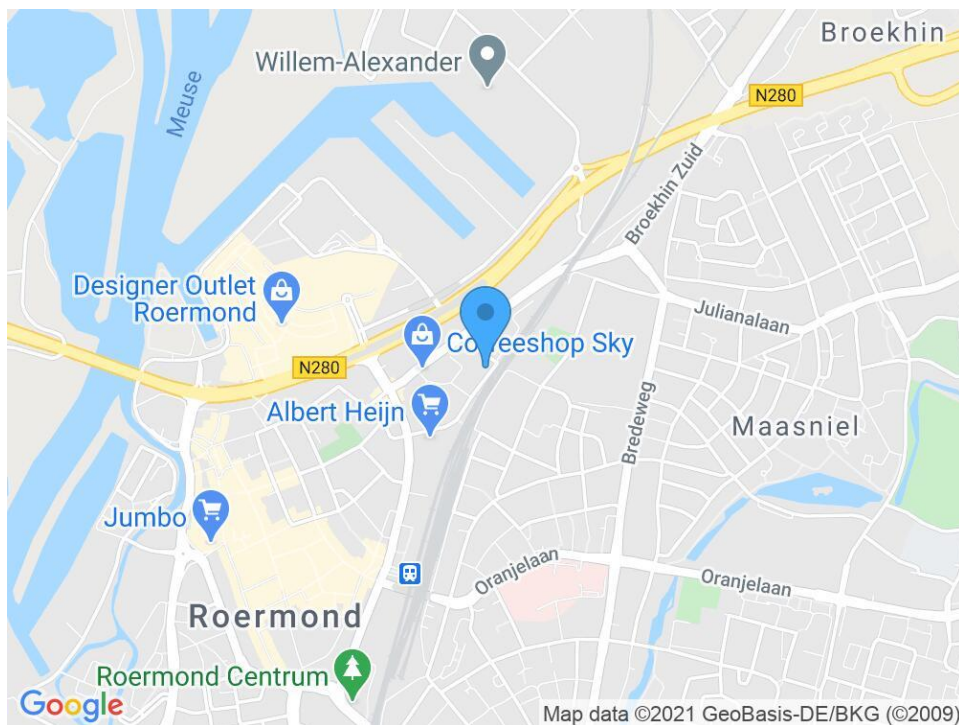 Broekhin
Willem-Alexander
Meuse
N280
Broekhin Zuid
Designer Outlet
Roermond
Julianalaan
Coffeeshop Sky
N280
Albert Heijn
Bredeweg
Maasniel
Jumbo
Oranjelaan
Oranjelaan
Roermond
Roermond Centrum
Google
Map data ©2021 GeoBasis-DE/BKG (©2009)